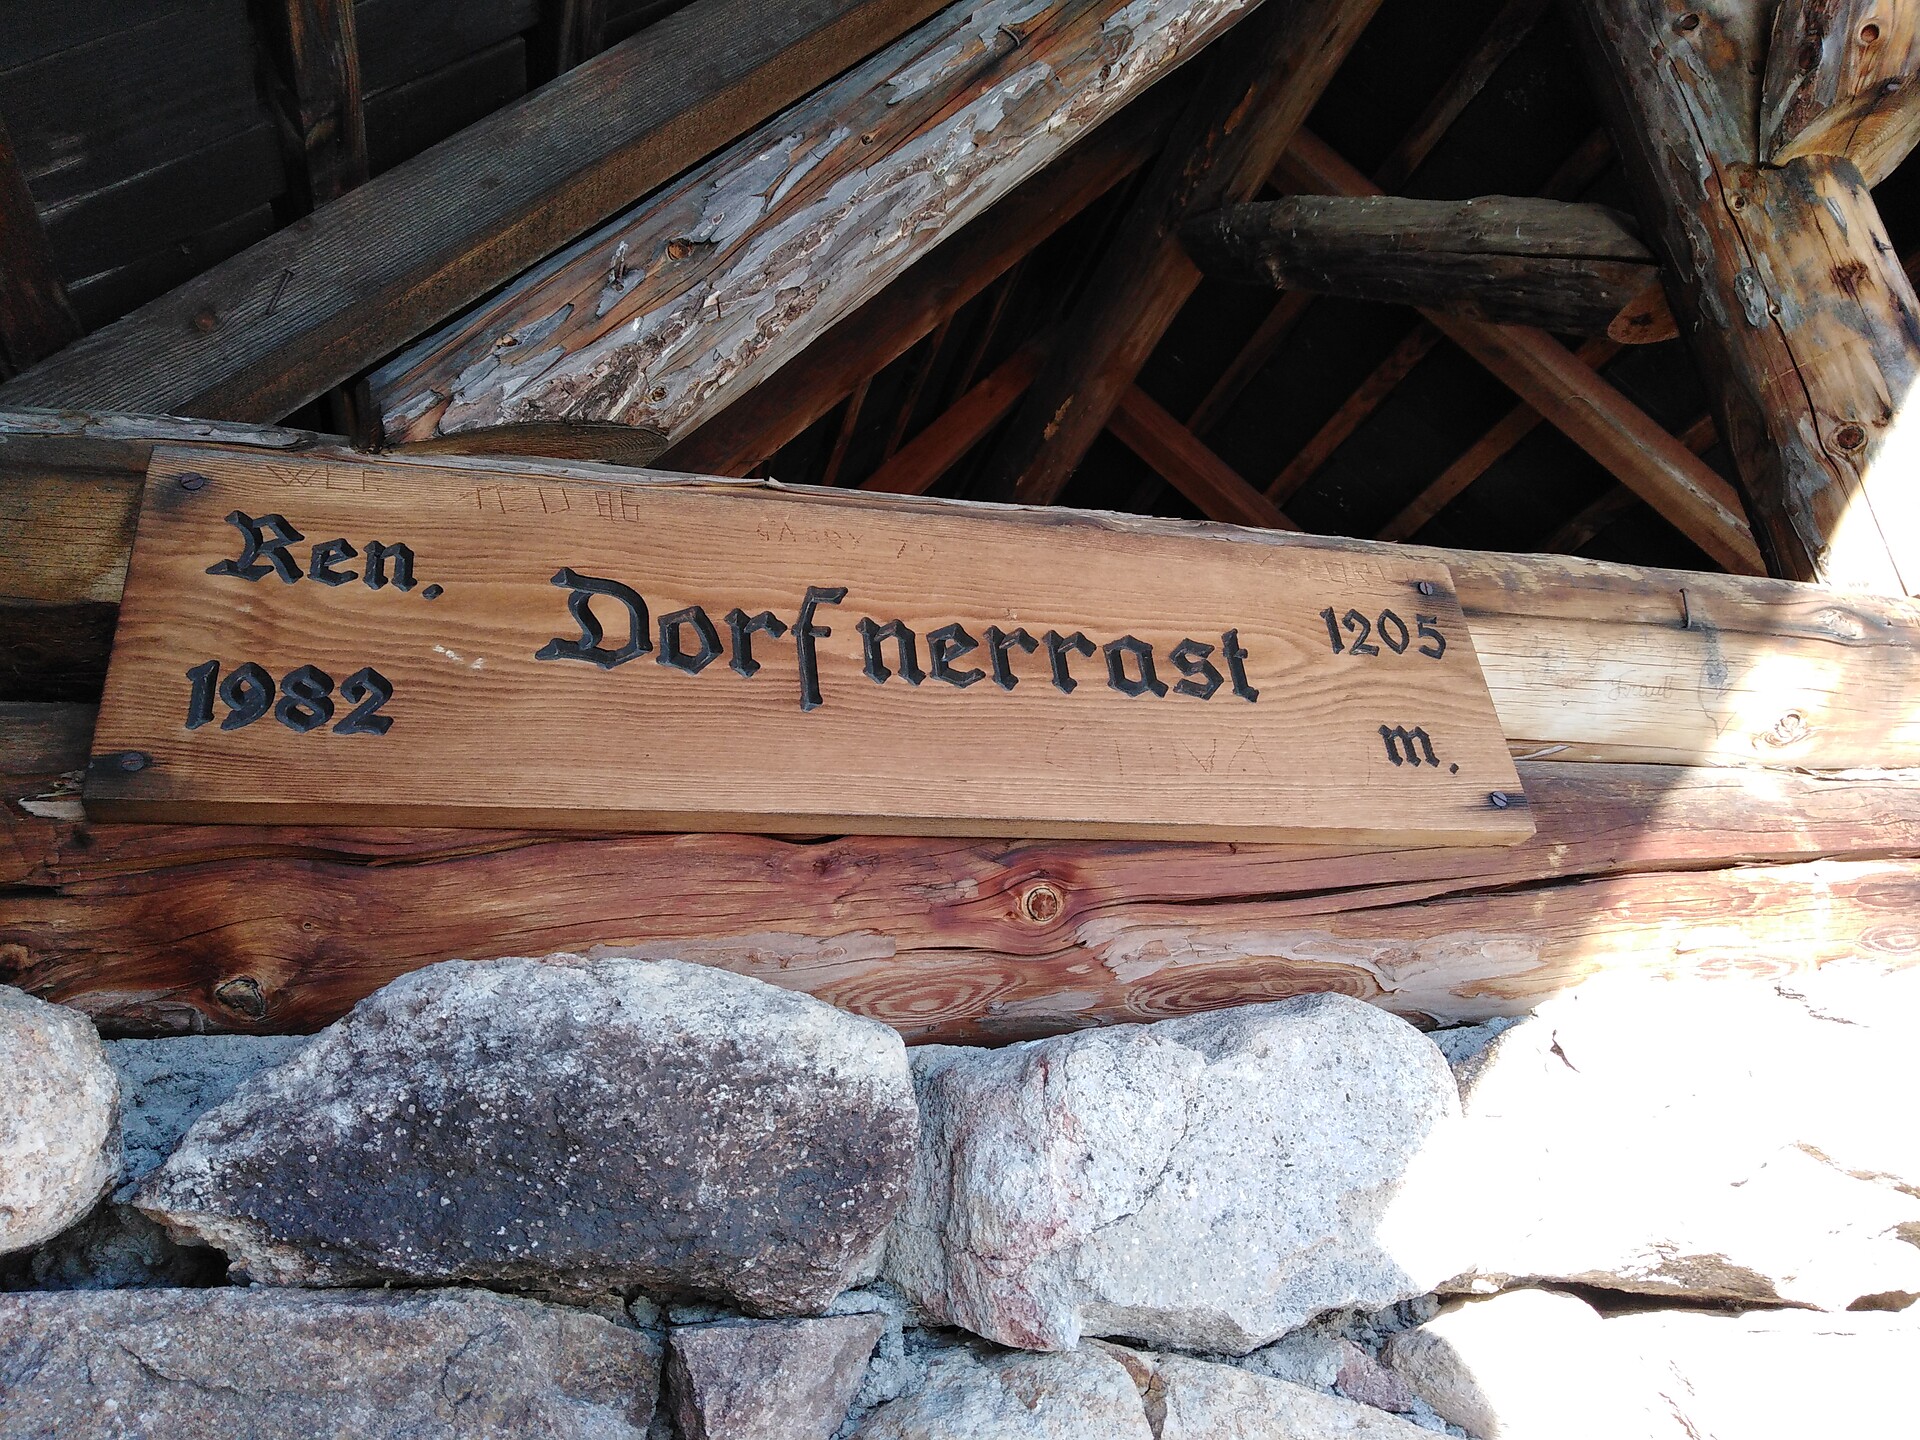 Ren.
1982
Dorfnerrast
1205
m.